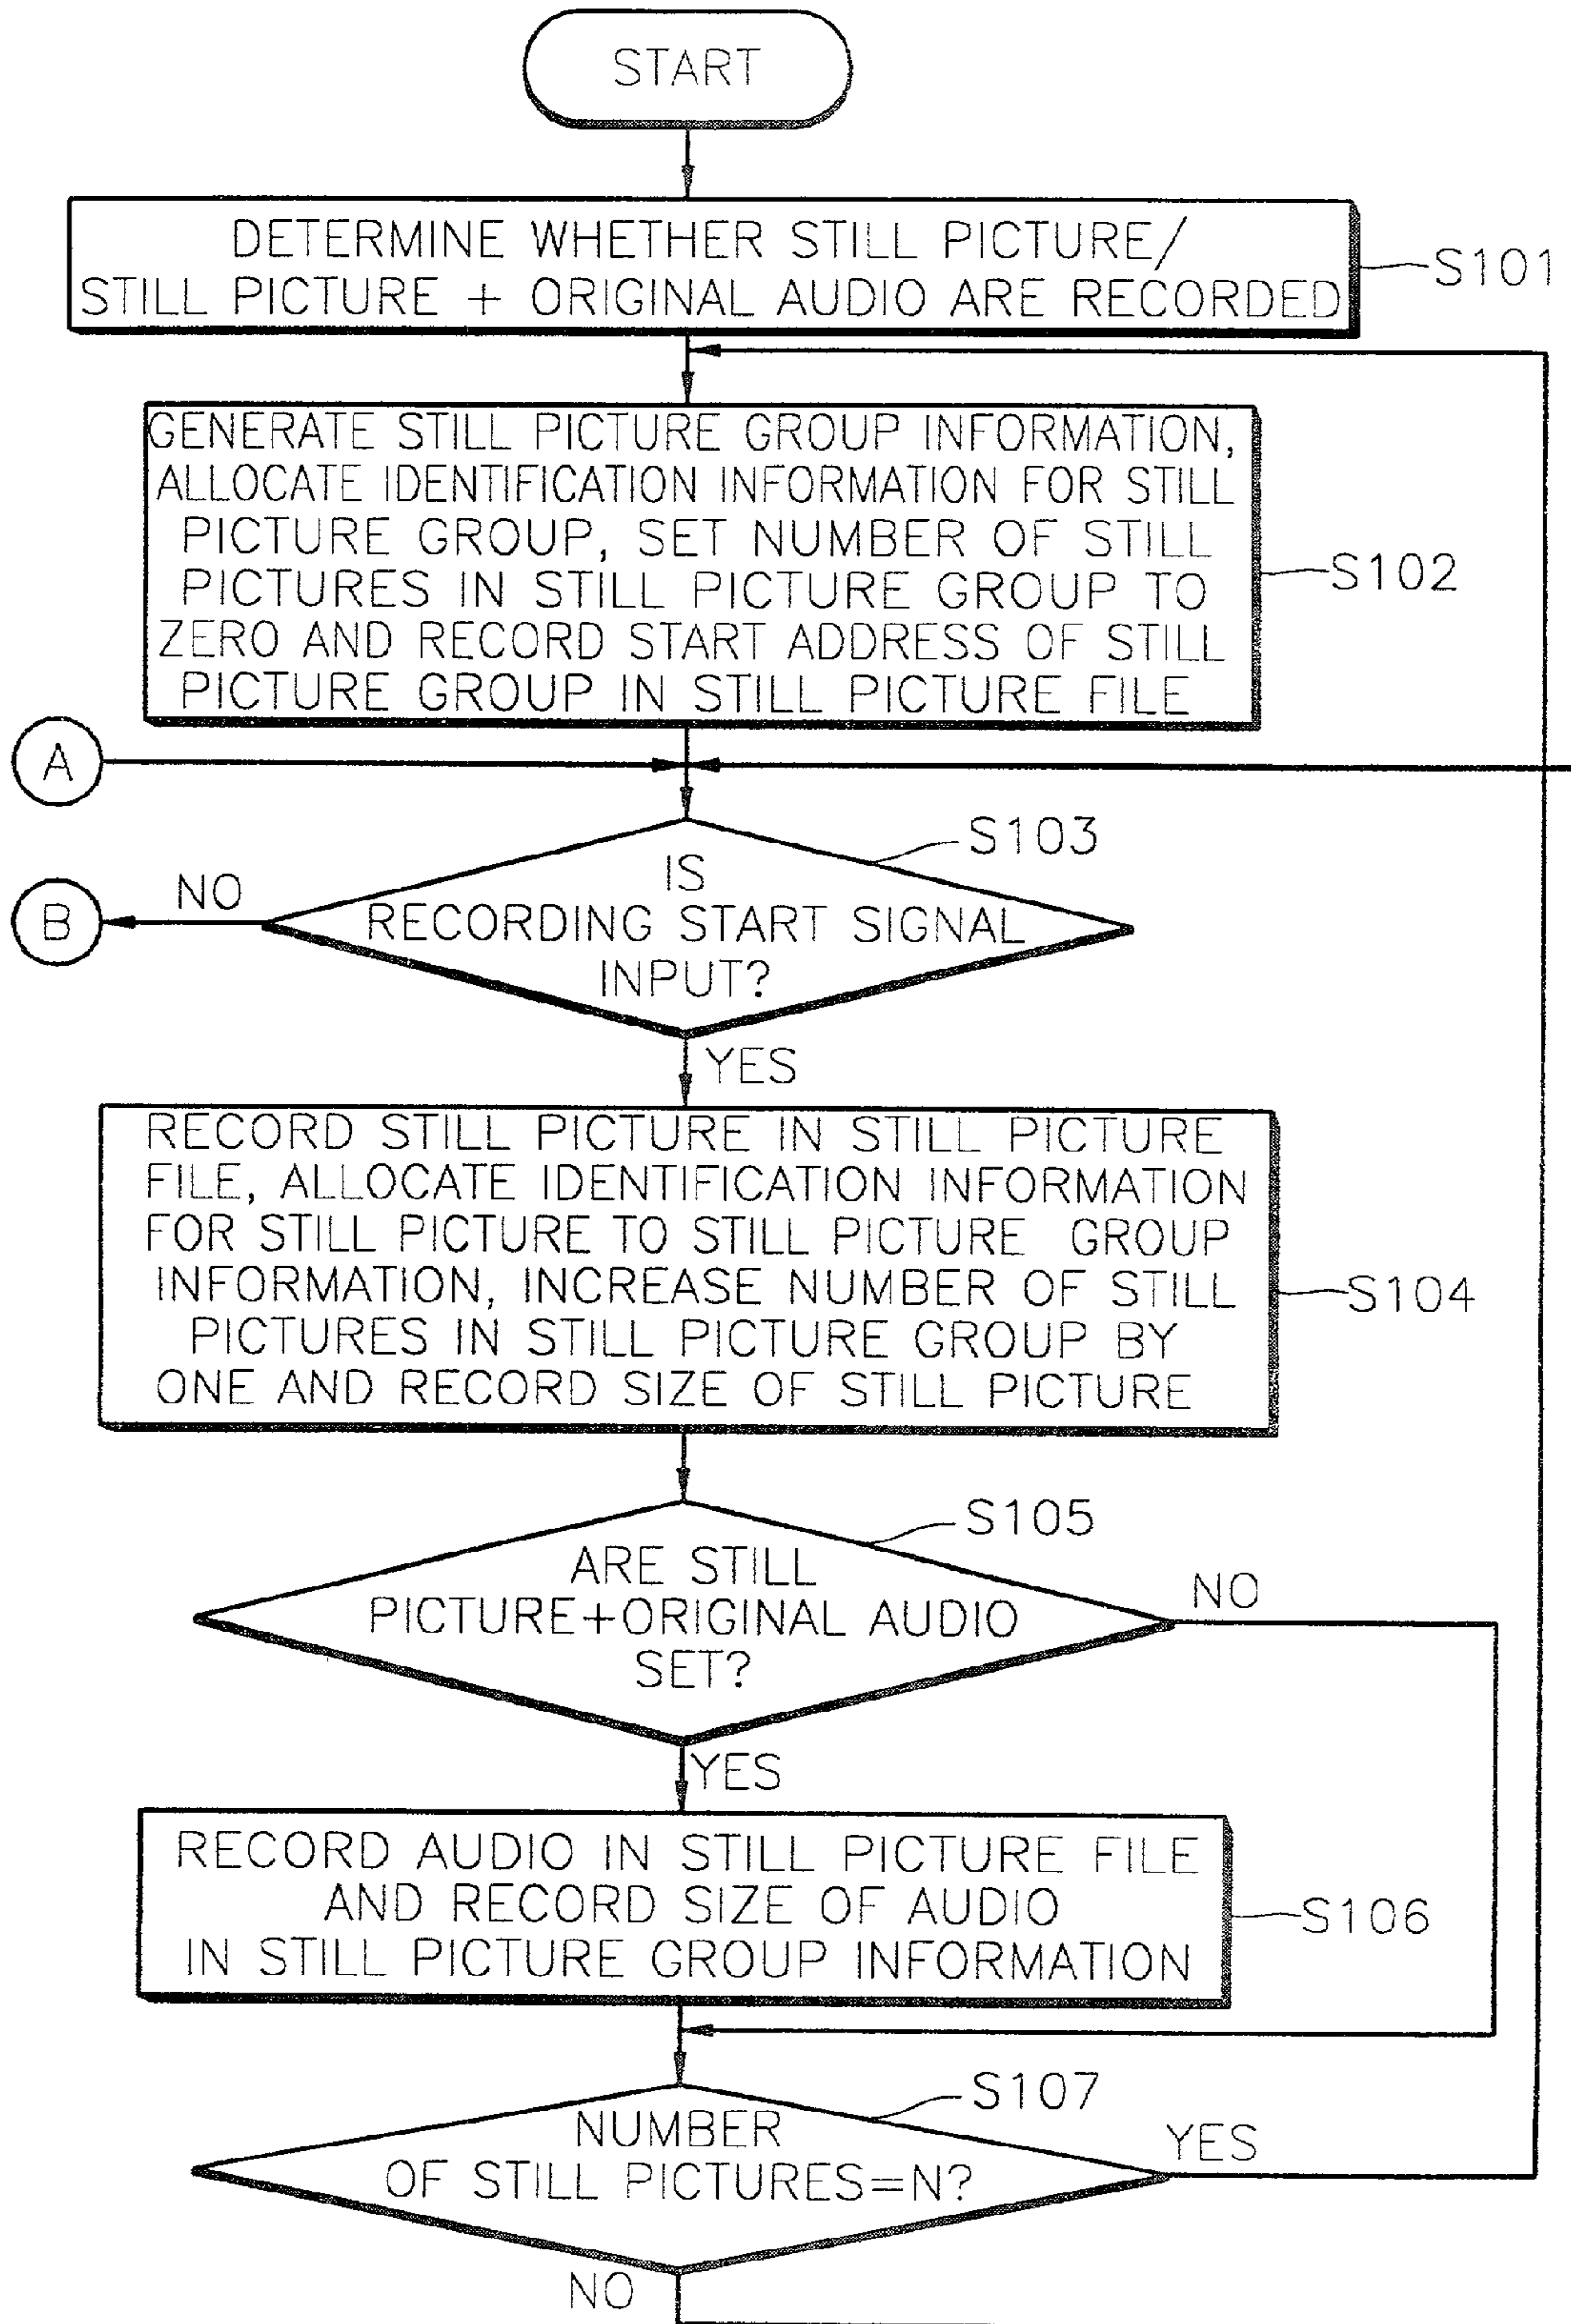 START
DETERMINE WHETHER STILL PICTURE/
STILL PICTURE + ORIGINAL AUDIO ARE RECORDED
S101
GENERATE STILL PICTURE GROUP INFORMATION,
ALLOCATE IDENTIFICATION INFORMATION FOR STILL
PICTURE GROUP, SET NUMBER OF STILL
PICTURES IN STILL PICTURE GROUP TO
ZERO AND RECORD START ADDRESS OF STILL
PICTURE GROUP IN STILL PICTURE FILE
S102
A
S103
IS
RECORDING START SIGNAL
INPUT?
NO
B
YES
RECORD STILL PICTURE IN STILL PICTURE
FILE, ALLOCATE IDENTIFICATION INFORMATION
FOR STILL PICTURE TO STILL PICTURE GROUP
INFORMATION, INCREASE NUMBER OF STILL
PICTURES IN STILL PICTURE GROUP BY
ONE AND RECORD SIZE OF STILL PICTURE
S104
S105
ARE STILL
PICTURE+ORIGINAL AUDIO
SET?
NO
YES
RECORD AUDIO IN STILL PICTURE FILE
AND RECORD SIZE OF AUDIO
IN STILL PICTURE GROUP INFORMATION
S106
S107
NUMBER
OF STILL PICTURES=N?
YES
NO